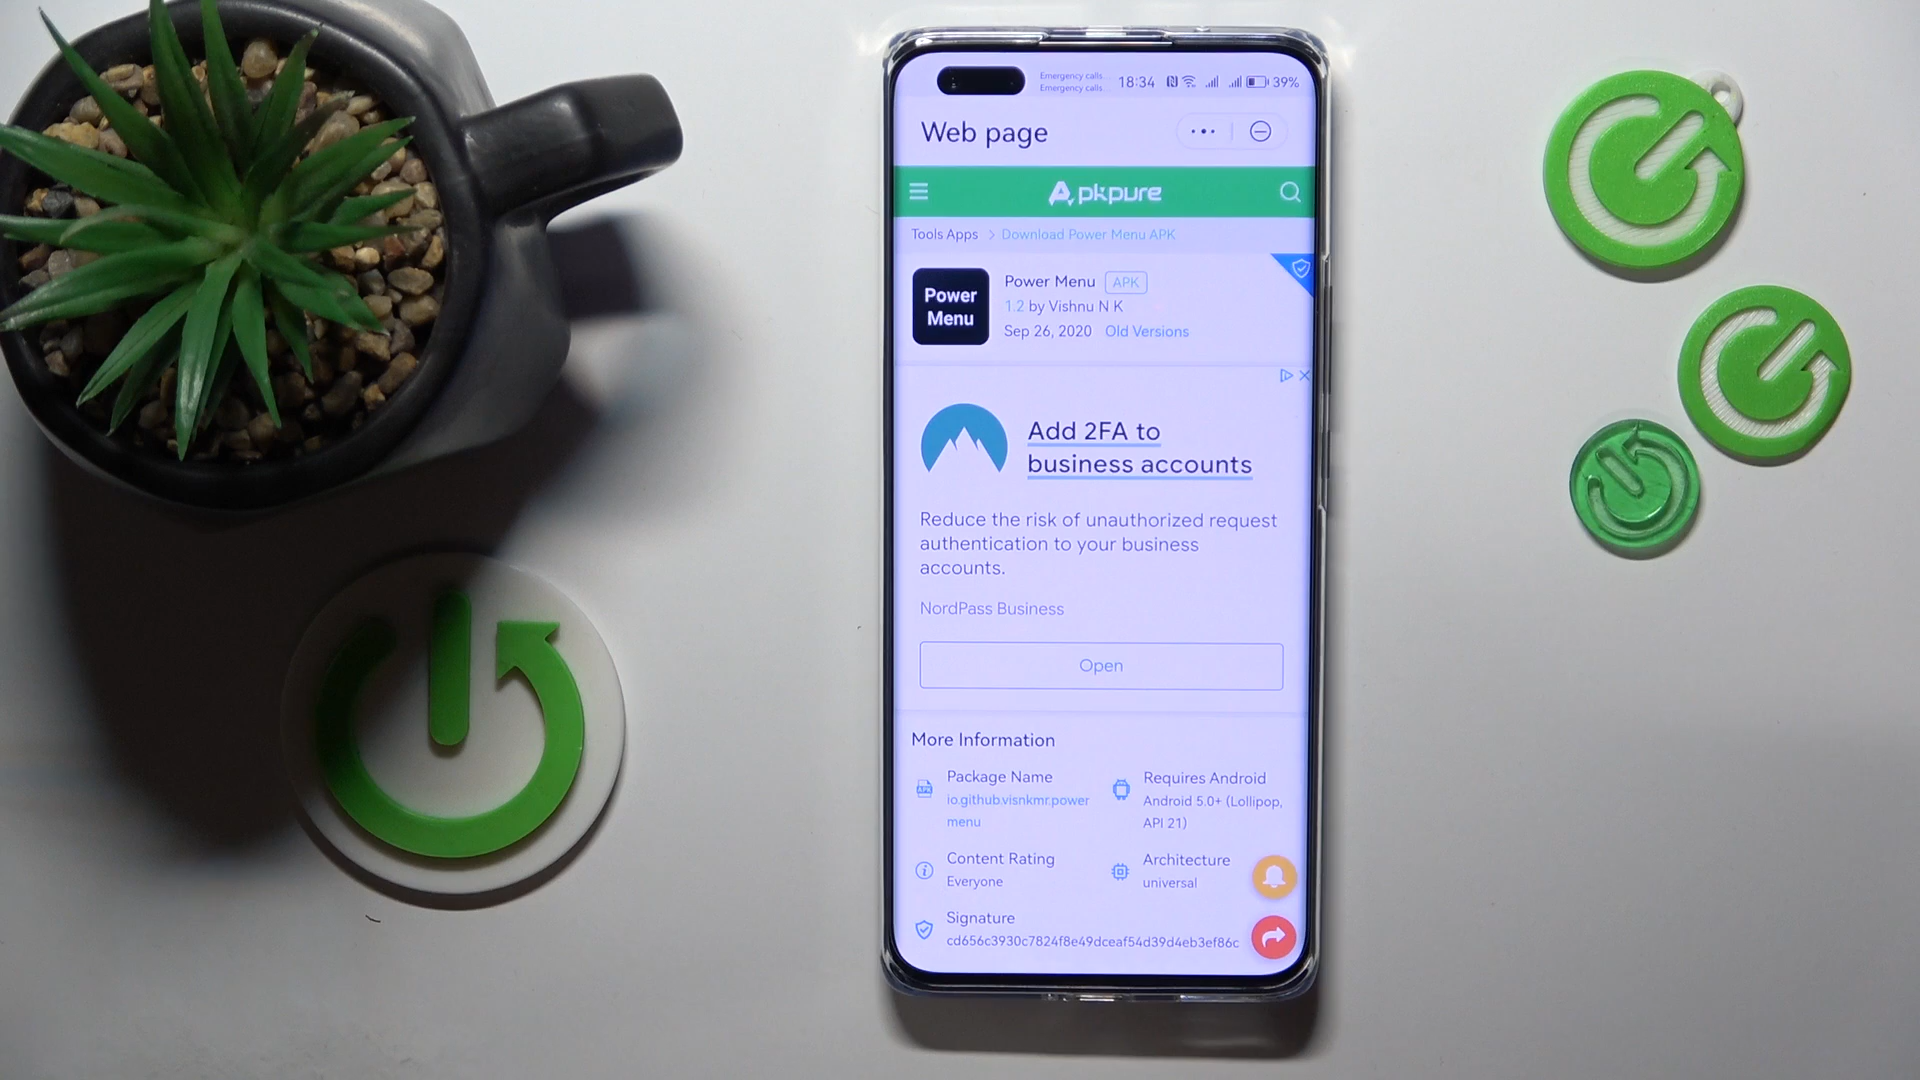 Emergency calls
Emergency calls
18:34
39%
Web page
Apkpure
Tools Apps > Download Power Menu APK
Power Menu
Power Menu APK
1.2 by Vishnu N K
Sep 26, 2020 Old Versions
Add 2FA to
business accounts
Reduce the risk of unauthorized request
authentication to your business
accounts.
NordPass Business
Open
More Information
Package Name
io.github.visnkmr.power
menu
Requires Android
Android 5.0+ (Lollipop,
API 21)
Content Rating
Everyone
Architecture
universal
Signature
cd656c3930c7824f8e49dceaf54d39d4eb3ef86c